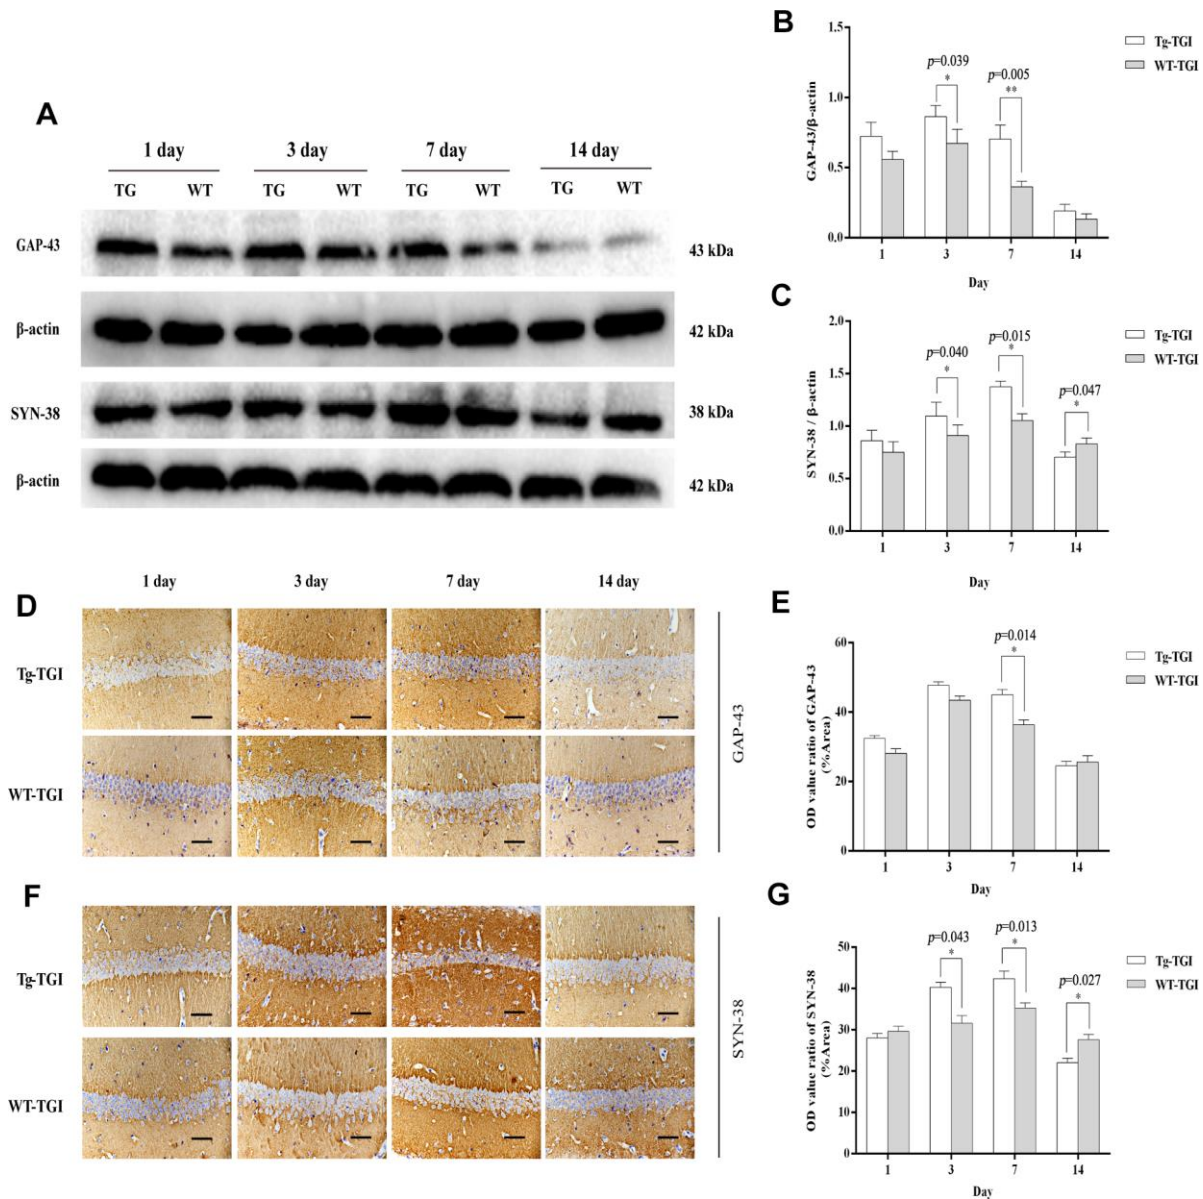 A
1 day 3 day 7 day 14 day
TG WT TG WT TG WT TG WT
GAP-43 43 kDa
β-actin 42 kDa
SYN-38 38 kDa
β-actin 42 kDa
B
1.5
1.0
0.5
0.0
GAP-43/β-actin
p=0.039
*
p=0.005
**
1 3 7 14
Day
Tg-TGI
WT-TGI
C
2.0
1.5
1.0
0.5
0.0
SYN-38 / β-actin
p=0.040
*
p=0.015
*
p=0.047
*
1 3 7 14
Day
Tg-TGI
WT-TGI
1 day 3 day 7 day 14 day
D
Tg-TGI
WT-TGI
GAP-43
E
60
40
20
0
OD value ratio of GAP-43
(%Area)
p=0.014
*
1 3 7 14
Day
Tg-TGI
WT-TGI
F
Tg-TGI
WT-TGI
SYN-38
G
50
40
30
20
10
0
OD value ratio of SYN-38
(%Area)
p=0.043
*
p=0.013
*
p=0.027
*
1 3 7 14
Day
Tg-TGI
WT-TGI